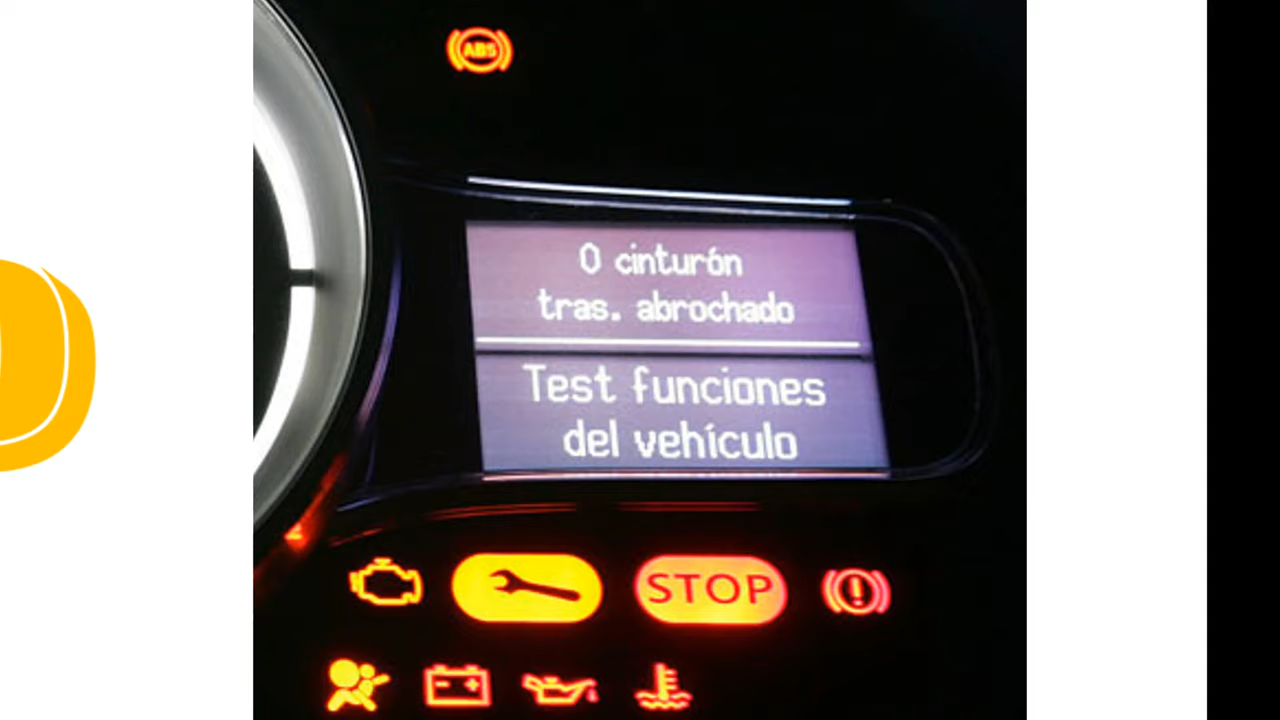 ABS
0 cinturón
tras. abrochado
Test funciones
del vehículo
STOP